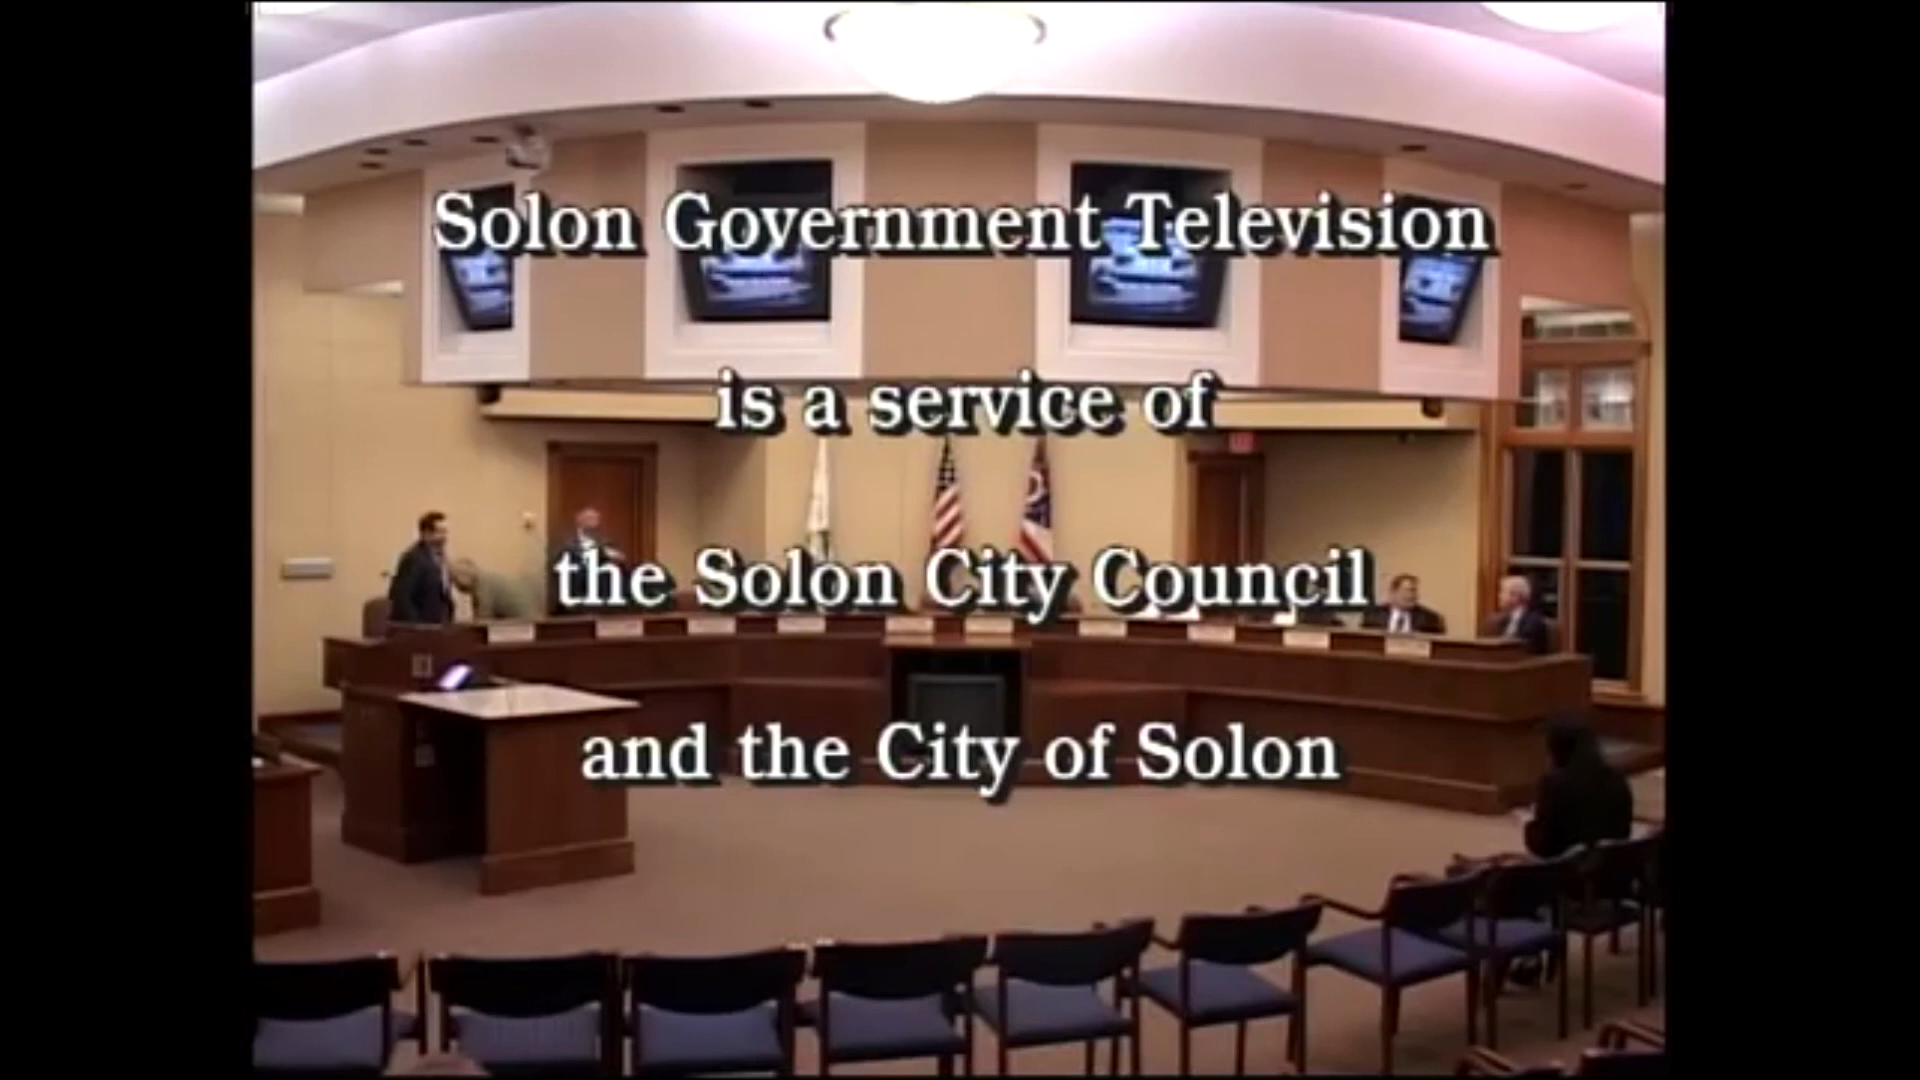 Solon Government Television
is a service of
the Solon City Council
and the City of Solon